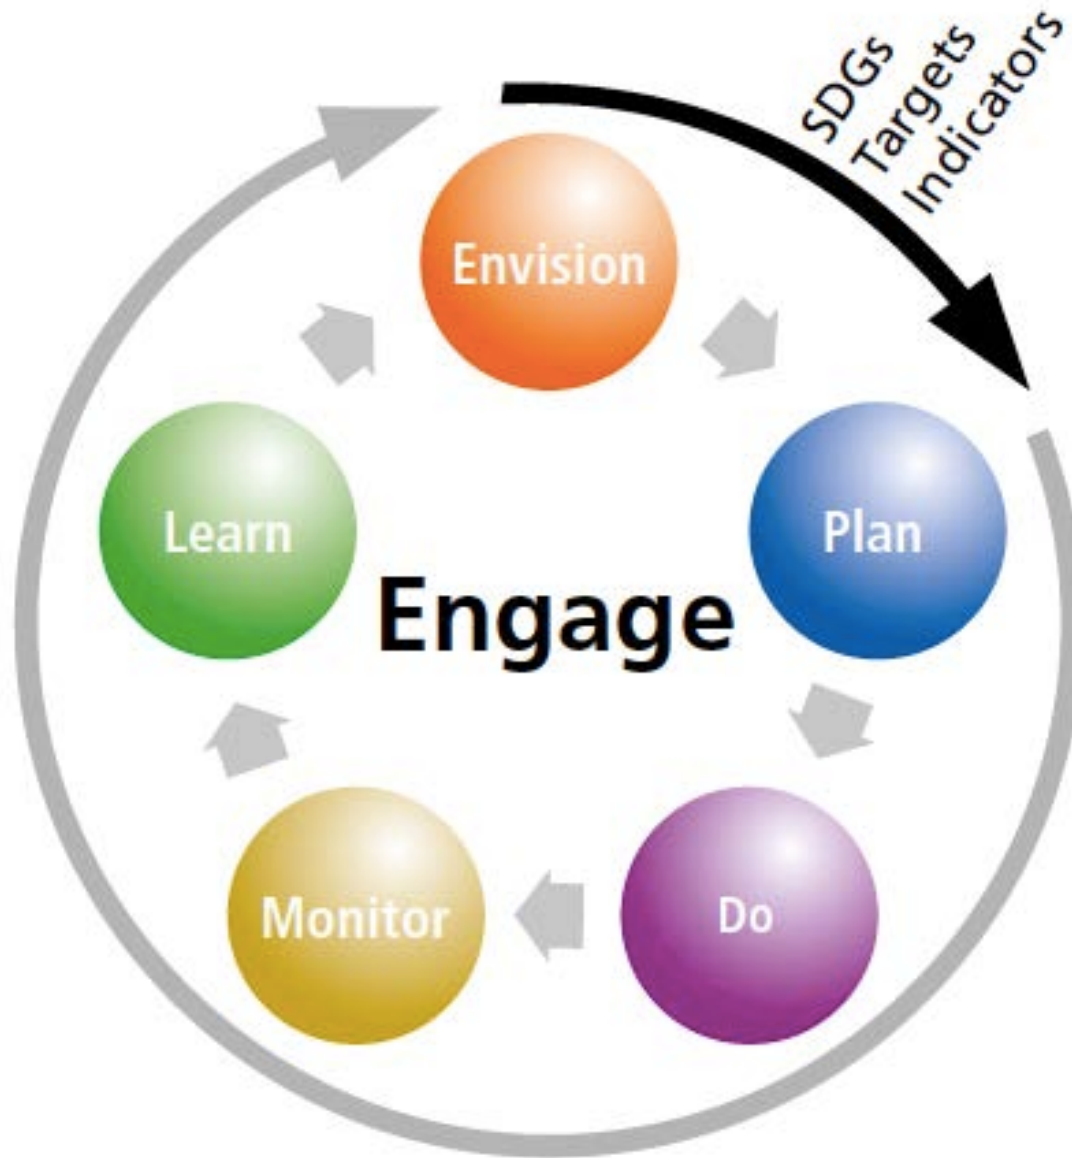 SDGs
Targets
Indicators
Envision
Learn
Plan
Engage
Monitor
Do